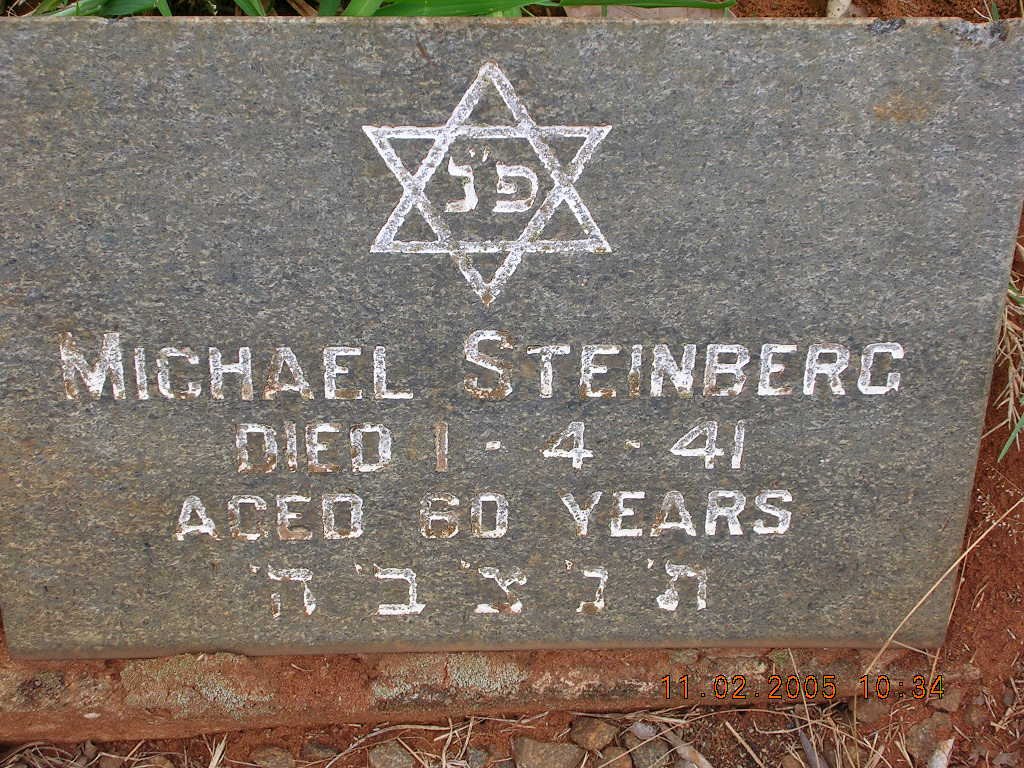 פ״נ
MICHAEL STEINBERG
DIED 1-4-41
AGED 60 YEARS
ת' נ' צ' ב' ה'
11.02.2005 10:34